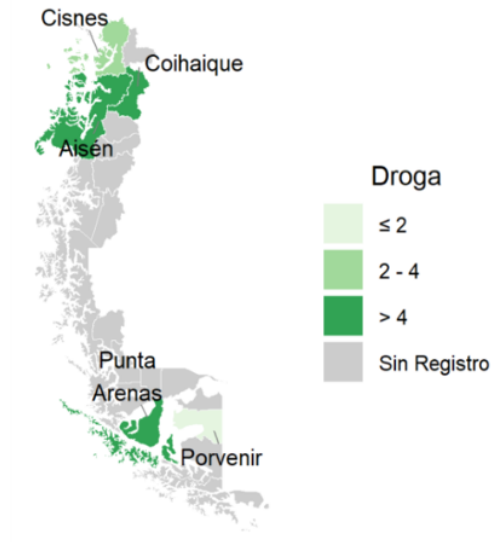 Cisnes
Coihaique
Aisén
Droga
≤ 2
2 - 4
> 4
Sin Registro
Punta
Arenas
Porvenir